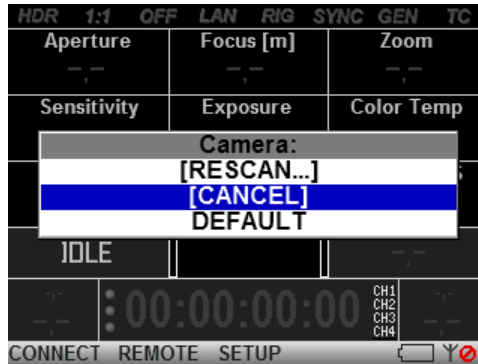 HDR 1:1 OFF LAN RIG SYNC GEN TC
Aperture Focus [m] Zoom
-,- -,- -,-
Sensitivity Exposure Color Temp
Camera:
[RESCAN...]
[CANCEL]
DEFAULT
IDLE -,-
-,- 00:00:00:00 CH1 -,-
CH2
CH3
-,- CH4 -,-
CONNECT REMOTE SETUP